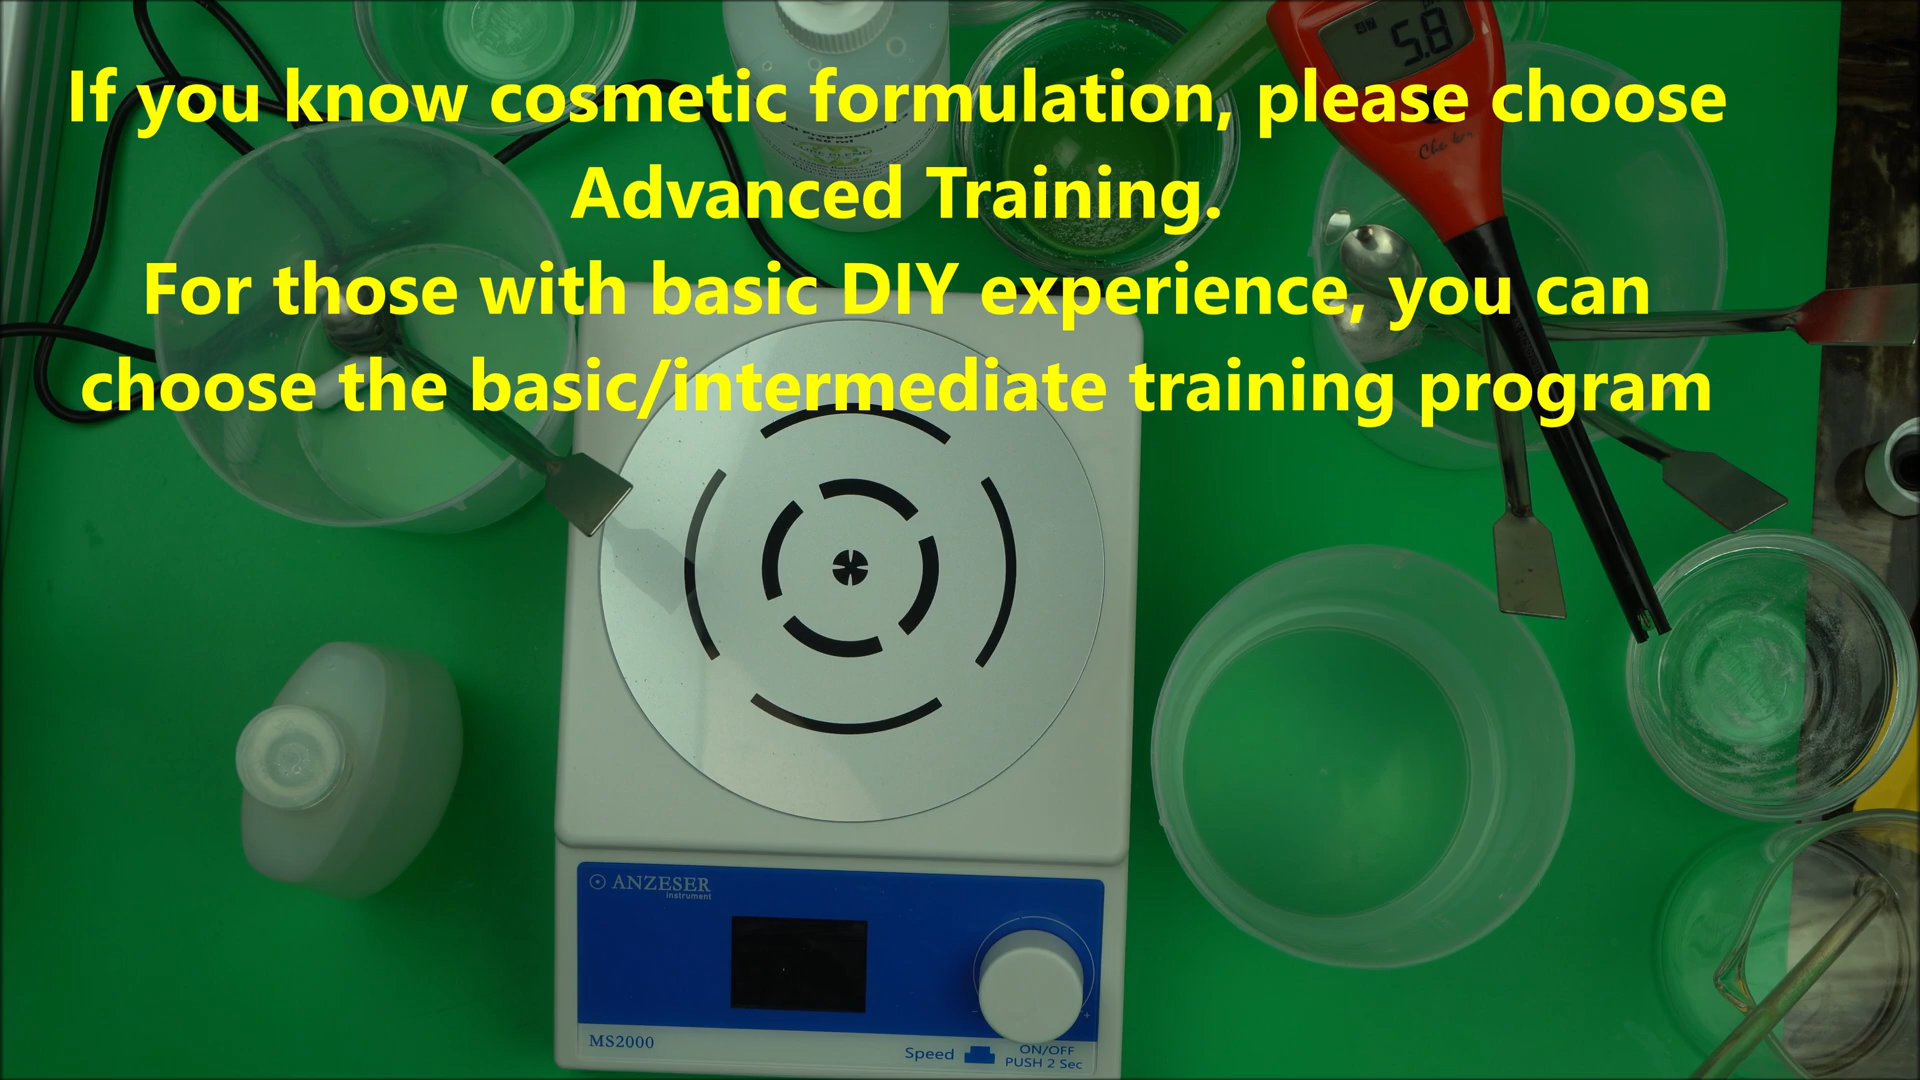 5.8
If you know cosmetic formulation, please choose
Advanced Training.
For those with basic DIY experience, you can
choose the basic/intermediate training program
Propanediol
ANZESER
instrument
MS2000
Speed
ON/OFF
PUSH 2 Sec